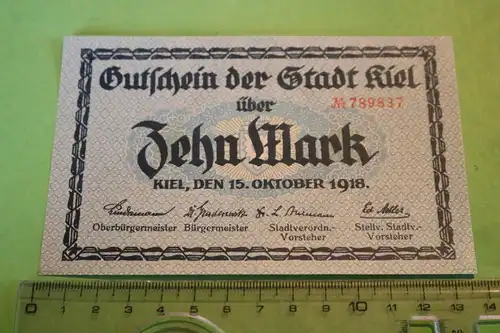 Gutschein der Stadt Kiel
über
№ 789837
Zehn Mark
KIEL, DEN 15. OKTOBER 1918.
Oberbürgermeister Bürgermeister Stadtverordn.- Stellv. Stadtv.-
Vorsteher Vorsteher
0 1 2 3 4 5 6 7 8 9 10 11 12 13 14